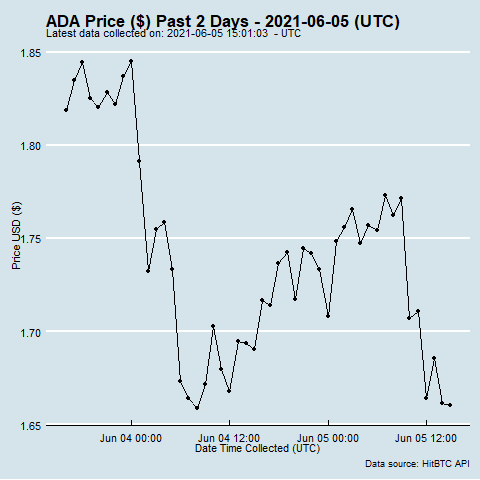 ADA Price ($) Past 2 Days - 2021-06-05 (UTC)
Latest data collected on: 2021-06-05 15:01:03  - UTC
1.85
1.80
1.75
1.70
1.65
Price USD ($)
Jun 04 00:00 Jun 04 12:00 Jun 05 00:00 Jun 05 12:00
Date Time Collected (UTC)
Data source: HitBTC API